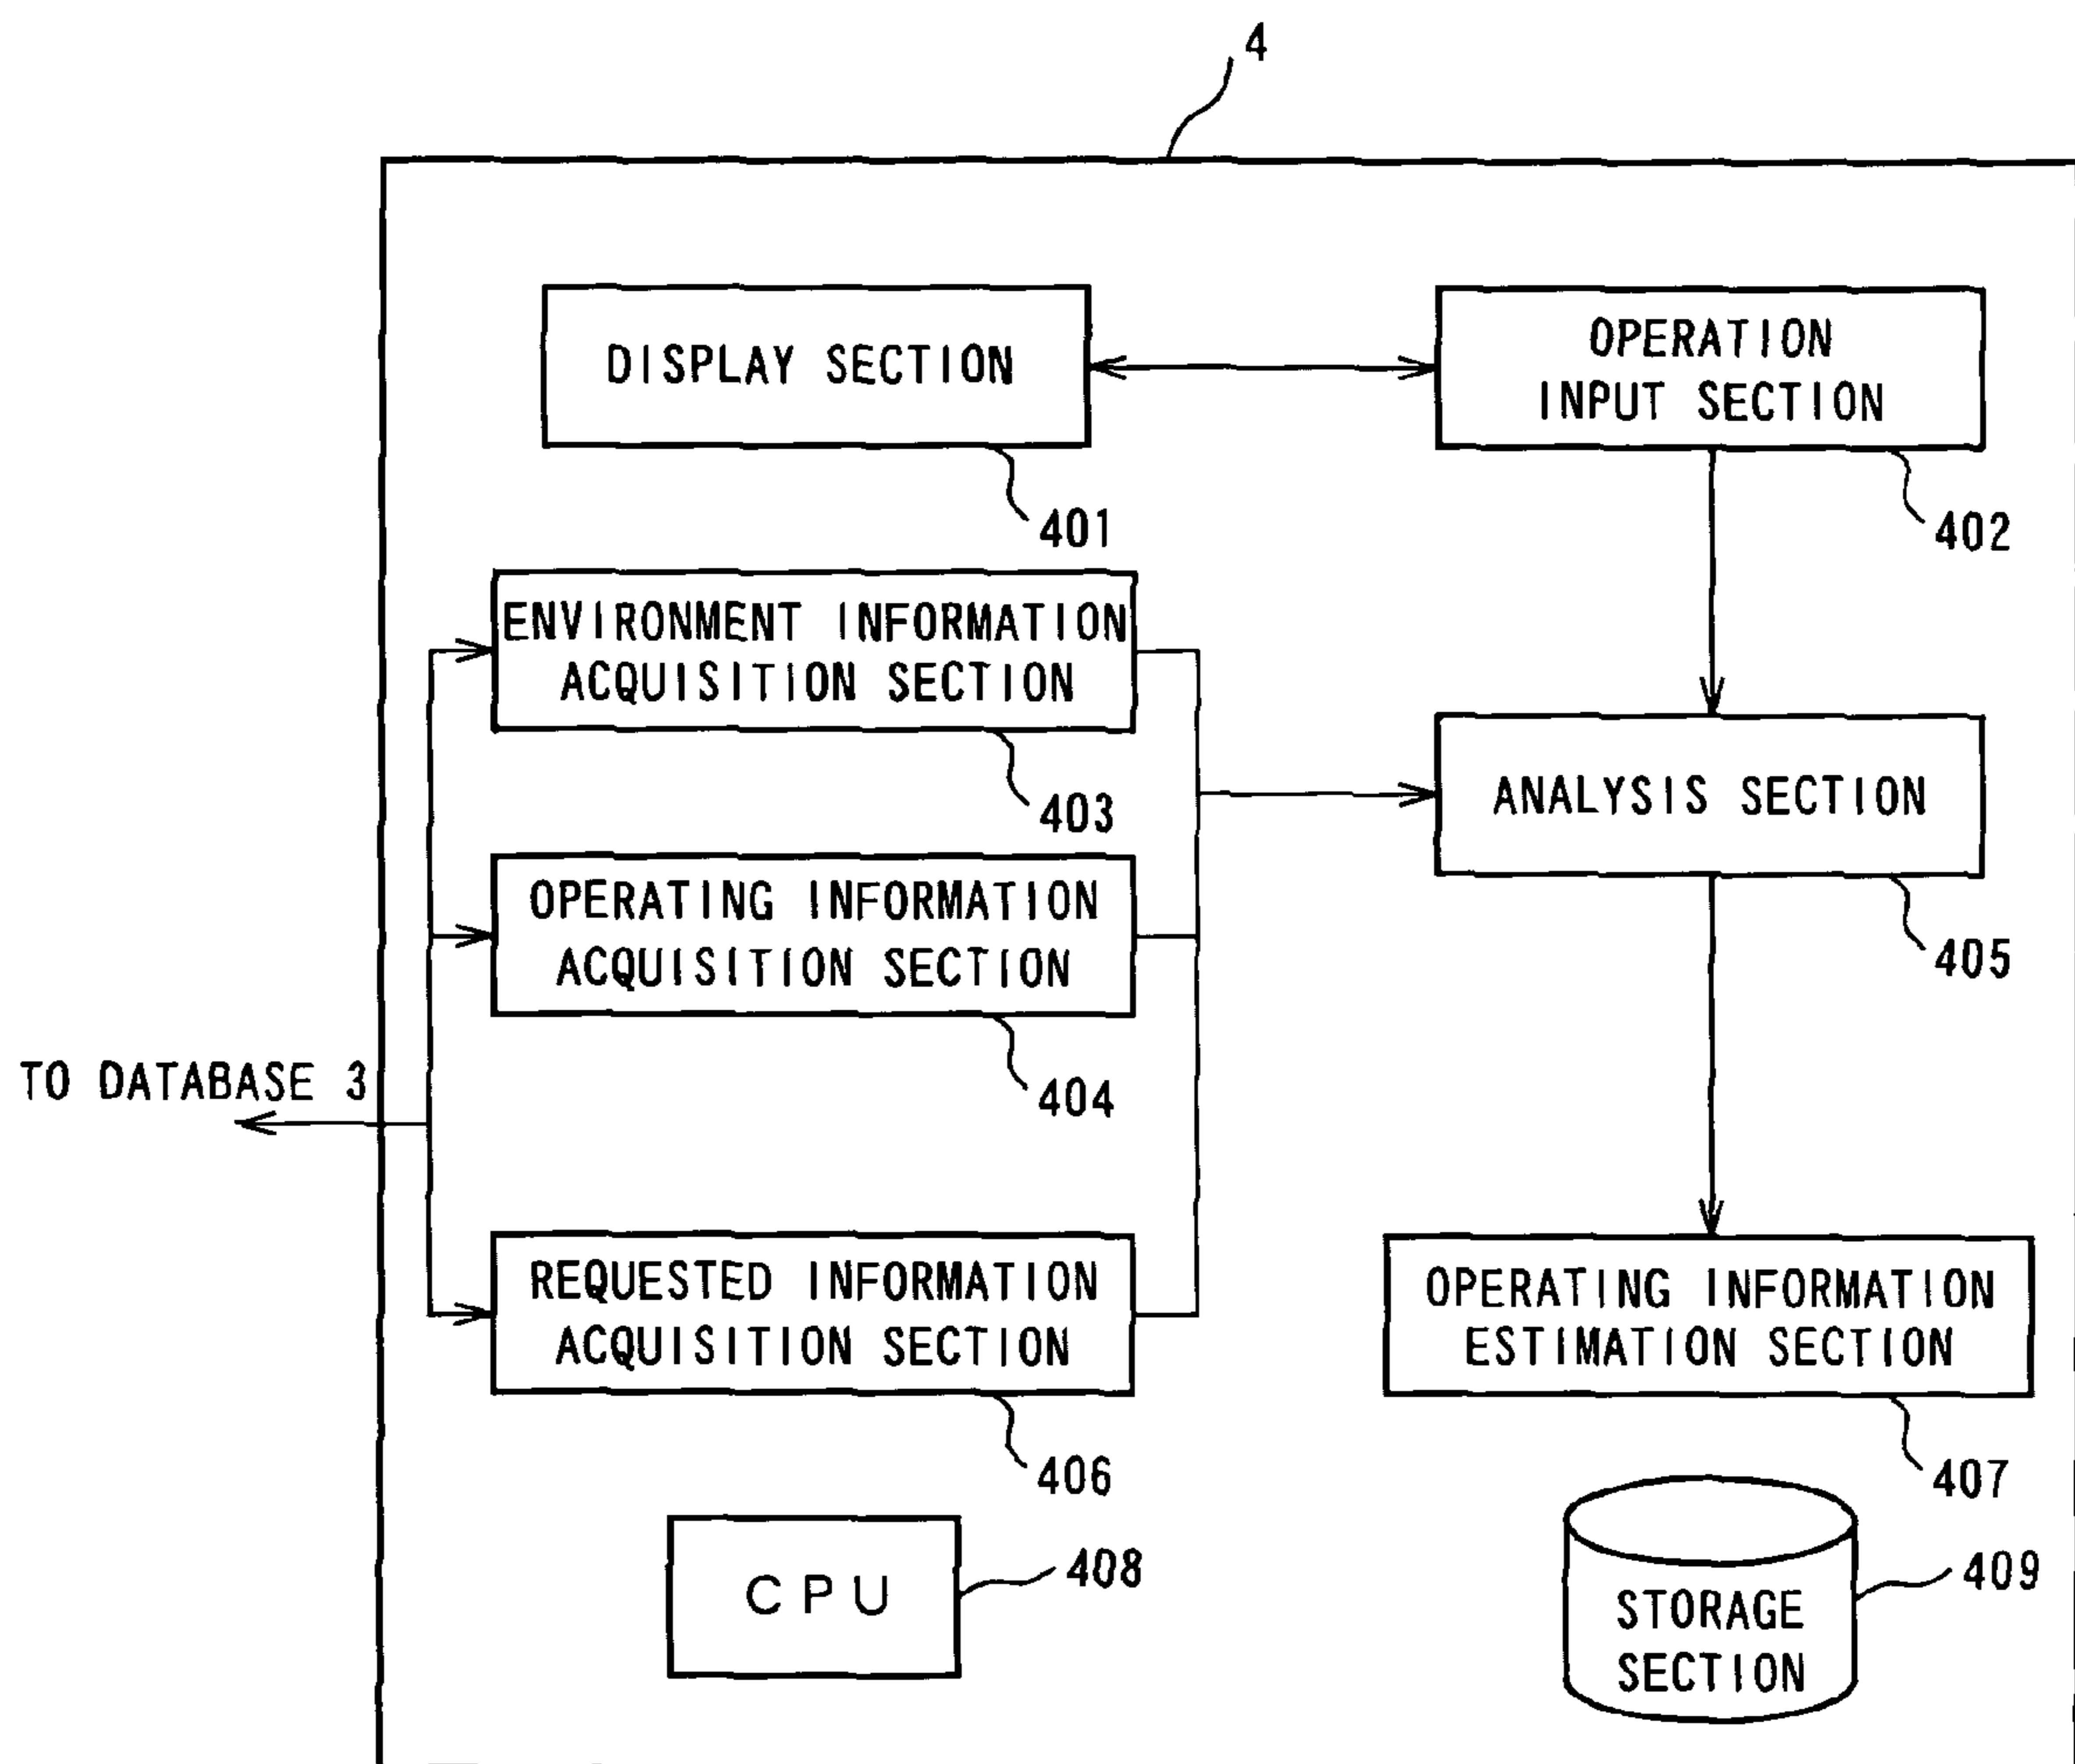 4
DISPLAY SECTION
401
OPERATION
INPUT SECTION
402
ENVIRONMENT INFORMATION
ACQUISITION SECTION
403
ANALYSIS SECTION
405
OPERATING INFORMATION
ACQUISITION SECTION
404
TO DATABASE 3
REQUESTED INFORMATION
ACQUISITION SECTION
406
OPERATING INFORMATION
ESTIMATION SECTION
407
CPU
408
STORAGE
SECTION
409